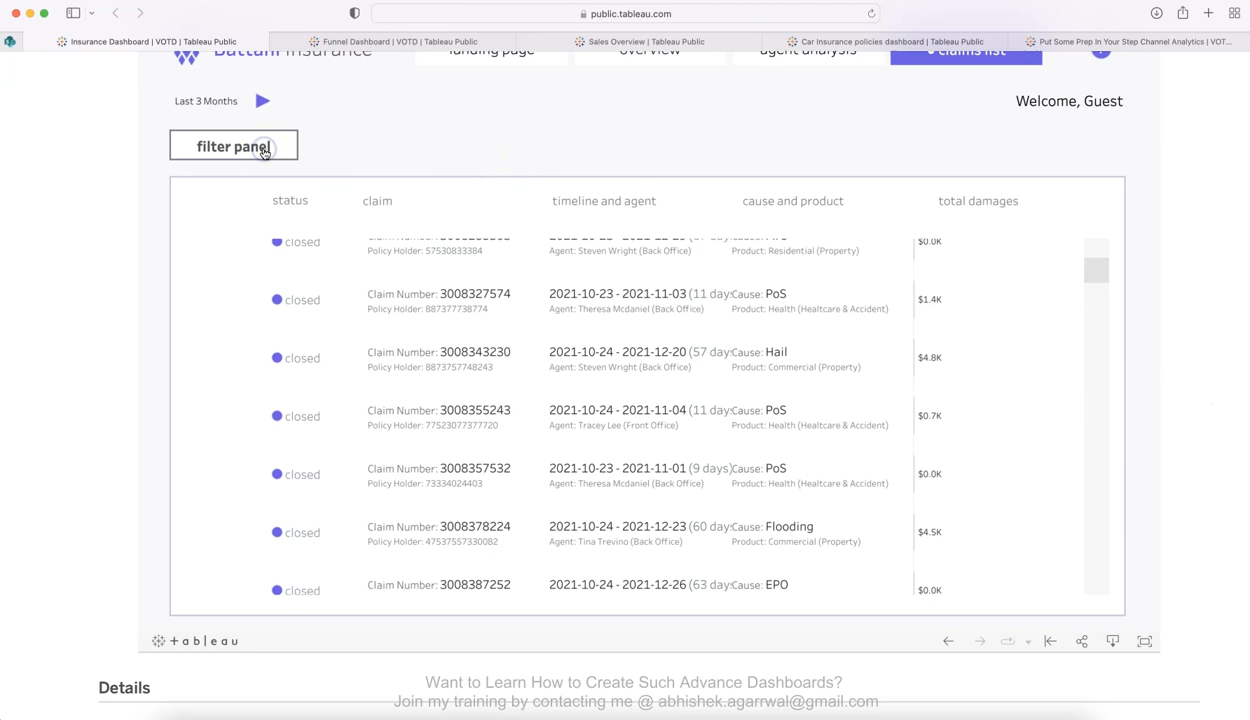 public.tableau.com
Insurance Dashboard | VOTD | Tableau Public
Funnel Dashboard | VOTD | Tableau Public
Sales Overview | Tableau Public
Car Insurance policies dashboard | Tableau Public
Put Some Prep In Your Step Channel Analytics | VOT...
Battani Insurance
landing page
overview
agent analysis
• claims list
Last 3 Months
Welcome, Guest
filter panel
status claim timeline and agent cause and product total damages
closed $0.0K
Policy Holder: 57530833384 Agent: Steven Wright (Back Office) Product: Residential (Property)
Claim Number: 3008327574 2021-10-23 - 2021-11-03 (11 days Cause: PoS
closed $1.4K
Policy Holder: 887377738774 Agent: Theresa Mcdaniel (Back Office) Product: Health (Healtcare & Accident)
Claim Number: 3008343230 2021-10-24 - 2021-12-20 (57 days Cause: Hail
closed $4.8K
Policy Holder: 8873757748243 Agent: Steven Wright (Back Office) Product: Commercial (Property)
Claim Number: 3008355243 2021-10-24 - 2021-11-04 (11 days Cause: PoS
closed $0.7K
Policy Holder: 77523077377720 Agent: Tracey Lee (Front Office) Product: Health (Healtcare & Accident)
Claim Number: 3008357532 2021-10-23 - 2021-11-01 (9 days) Cause: PoS
closed $0.0K
Policy Holder: 73334024403 Agent: Theresa Mcdaniel (Back Office) Product: Health (Healtcare & Accident)
Claim Number: 3008378224 2021-10-24 - 2021-12-23 (60 days Cause: Flooding
closed $4.5K
Policy Holder: 47537557330082 Agent: Tina Trevino (Back Office) Product: Commercial (Property)
Claim Number: 3008387252 2021-10-24 - 2021-12-26 (63 days Cause: EPO
closed $0.0K
+ableau
Details
Want to Learn How to Create Such Advance Dashboards?
Join my training by contacting me @ abhishek.agarrwal@gmail.com